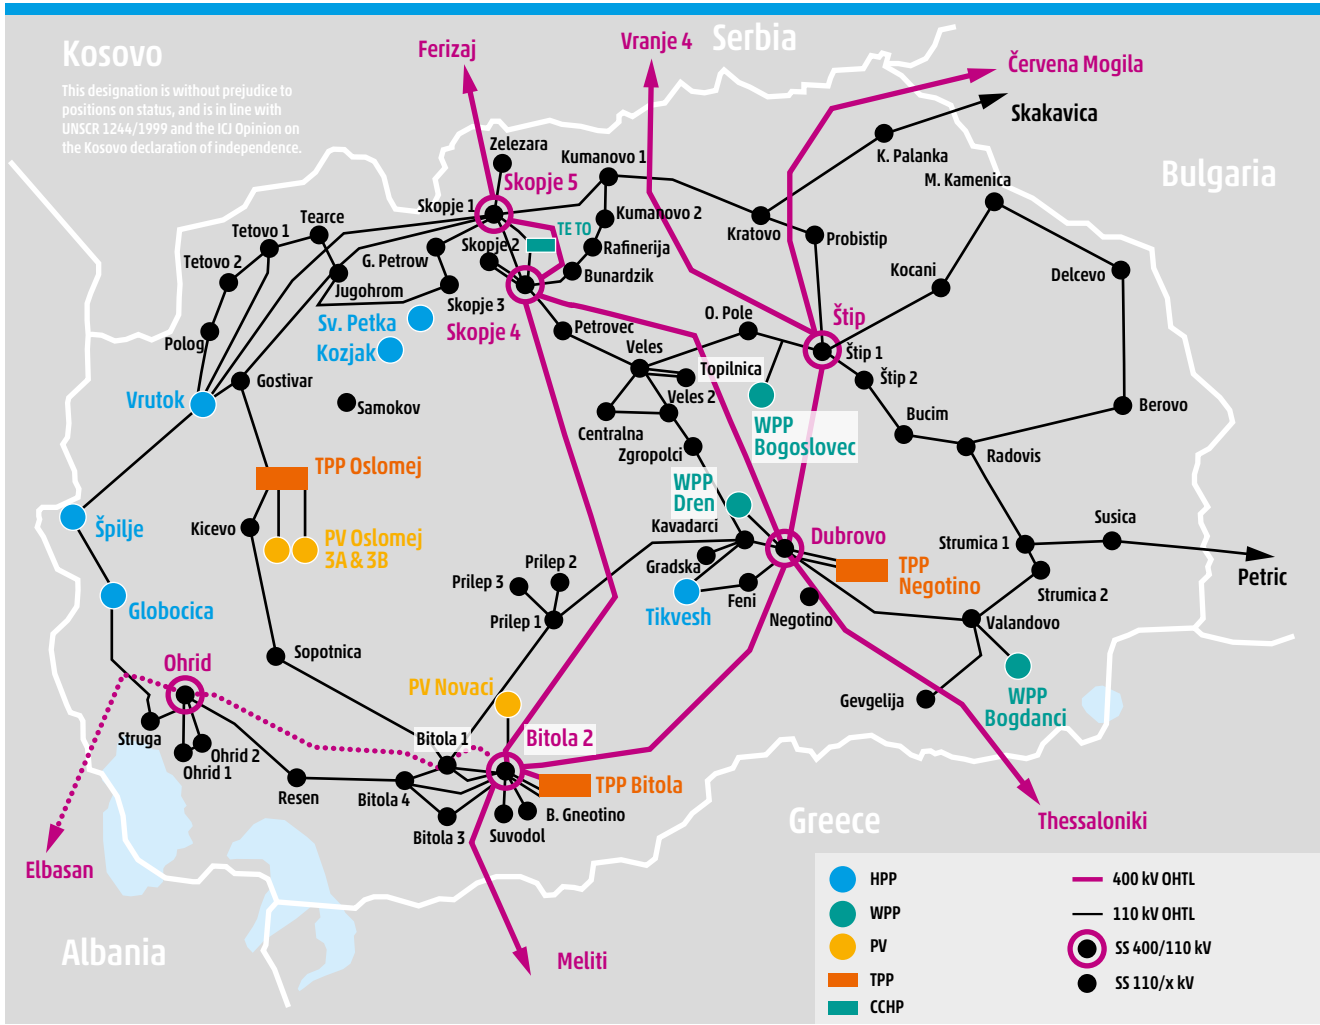 Kosovo
This designation is without prejudice to
positions on status, and is in line with
UNSCR 1244/1999 and the ICJ Opinion on
the Kosovo declaration of independence.
Ferizaj
Vranje 4
Serbia
Červena Mogila
Skakavica
Bulgaria
Zelezara
Kumanovo 1
K. Palanka
M. Kamenica
Skopje 5
Skopje 1
Tearce
Tetovo 1
Kumanovo 2
TE TO
Kratovo
Probistip
Skopje 2
Rafinerija
Tetovo 2
G. Petrow
Bunardzik
Kocani
Delcevo
Jugohrom
Skopje 3
Sv. Petka
Skopje 4
O. Pole
Štip
Petrovec
Polog
Kozjak
Veles
Štip 1
Topilnica
Gostivar
Štip 2
Vrutok
Samokov
Veles 2
Berovo
Bucim
WPP
Bogoslovec
Centralna
Zgropolci
Radovis
TPP Oslomej
WPP
Dren
Špilje
Kicevo
Kavadarci
Susica
PV Oslomej
3A & 3B
Dubrovo
Strumica 1
Gradska
TPP
Negotino
Petric
Prilep 2
Prilep 3
Strumica 2
Globocica
Feni
Tikvesh
Negotino
Prilep 1
Valandovo
Sopotnica
Ohrid
PV Novaci
Gevgelija
WPP
Bogdanci
Struga
Bitola 1
Bitola 2
Ohrid 2
Ohrid 1
TPP Bitola
Resen
Bitola 4
B. Gneotino
Bitola 3
Suvodol
Greece
Thessaloniki
Elbasan
Albania
Meliti
HPP
WPP
PV
TPP
CCHP
400 kV OHTL
110 kV OHTL
SS 400/110 kV
SS 110/x kV